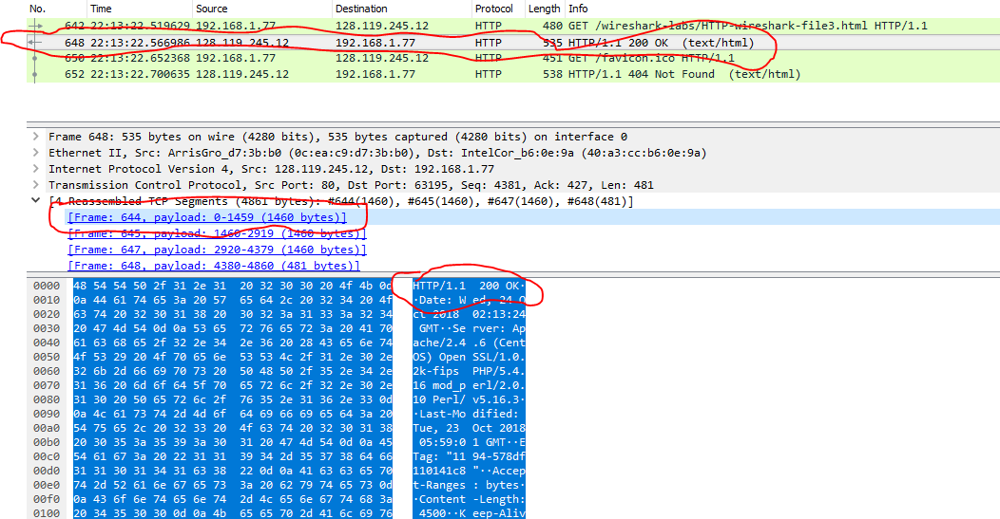 No. Time Source Destination Protocol Length Info
642 22:13:22.519629 192.168.1.77 128.119.245.12 HTTP 480 GET /wireshark-labs/HTTP-wireshark-file3.html HTTP/1.1
648 22:13:22.566986 128.119.245.12 192.168.1.77 HTTP 535 HTTP/1.1 200 OK (text/html)
650 22:13:22.652368 192.168.1.77 128.119.245.12 HTTP 451 GET /favicon.ico HTTP/1.1
652 22:13:22.700635 128.119.245.12 192.168.1.77 HTTP 538 HTTP/1.1 404 Not Found (text/html)
Frame 648: 535 bytes on wire (4280 bits), 535 bytes captured (4280 bits) on interface 0
Ethernet II, Src: ArrisGro_d7:3b:b0 (0c:ea:c9:d7:3b:b0), Dst: IntelCor_b6:0e:9a (40:a3:cc:b6:0e:9a)
Internet Protocol Version 4, Src: 128.119.245.12, Dst: 192.168.1.77
Transmission Control Protocol, Src Port: 80, Dst Port: 63195, Seq: 4381, Ack: 427, Len: 481
[4 Reassembled TCP Segments (4861 bytes): #644(1460), #645(1460), #647(1460), #648(481)]
[Frame: 644, payload: 0-1459 (1460 bytes)]
[Frame: 645, payload: 1460-2919 (1460 bytes)]
[Frame: 647, payload: 2920-4379 (1460 bytes)]
[Frame: 648, payload: 4380-4860 (481 bytes)]
0000 48 54 54 50 2f 31 2e 31 20 32 30 30 20 4f 4b 0d HTTP/1.1 200 OK·
0010 0a 44 61 74 65 3a 20 57 65 64 2c 20 32 34 20 4f ·Date: W ed, 24 O
0020 63 74 20 32 30 31 38 20 30 32 3a 31 33 3a 32 34 ct 2018 02:13:24
0030 20 47 4d 54 0d 0a 53 65 72 76 65 72 3a 20 41 70 GMT··Se rver: Ap
0040 61 63 68 65 2f 32 2e 34 2e 36 20 28 43 65 6e 74 ache/2.4 .6 (Cent
0050 4f 53 29 20 4f 70 65 6e 53 53 4c 2f 31 2e 30 2e OS) Open SSL/1.0.
0060 32 6b 2d 66 69 70 73 20 50 48 50 2f 35 2e 34 2e 2k-fips PHP/5.4.
0070 31 36 20 6d 6f 64 5f 70 65 72 6c 2f 32 2e 30 2e 16 mod_p erl/2.0.
0080 31 30 20 50 65 72 6c 2f 76 35 2e 31 36 2e 33 0d 10 Perl/ v5.16.3·
0090 0a 4c 61 73 74 2d 4d 6f 64 69 66 69 65 64 3a 20 ·Last-Mo dified:
00a0 54 75 65 2c 20 32 33 20 4f 63 74 20 32 30 31 38 Tue, 23 Oct 2018
00b0 20 30 35 3a 35 39 3a 30 31 20 47 4d 54 0d 0a 45 05:59:0 1 GMT··E
00c0 54 61 67 3a 20 22 31 31 39 34 2d 35 37 38 64 66 Tag: "11 94-578df
00d0 31 31 30 31 34 31 63 38 22 0d 0a 41 63 63 65 70 110141c8 "··Accep
00e0 74 2d 52 61 6e 67 65 73 3a 20 62 79 74 65 73 0d t-Ranges : bytes·
00f0 0a 43 6f 6e 74 65 6e 74 2d 4c 65 6e 67 74 68 3a ·Content -Length:
0100 20 34 35 30 30 0d 0a 4b 65 65 70 2d 41 6c 69 76 4500··K eep-Aliv